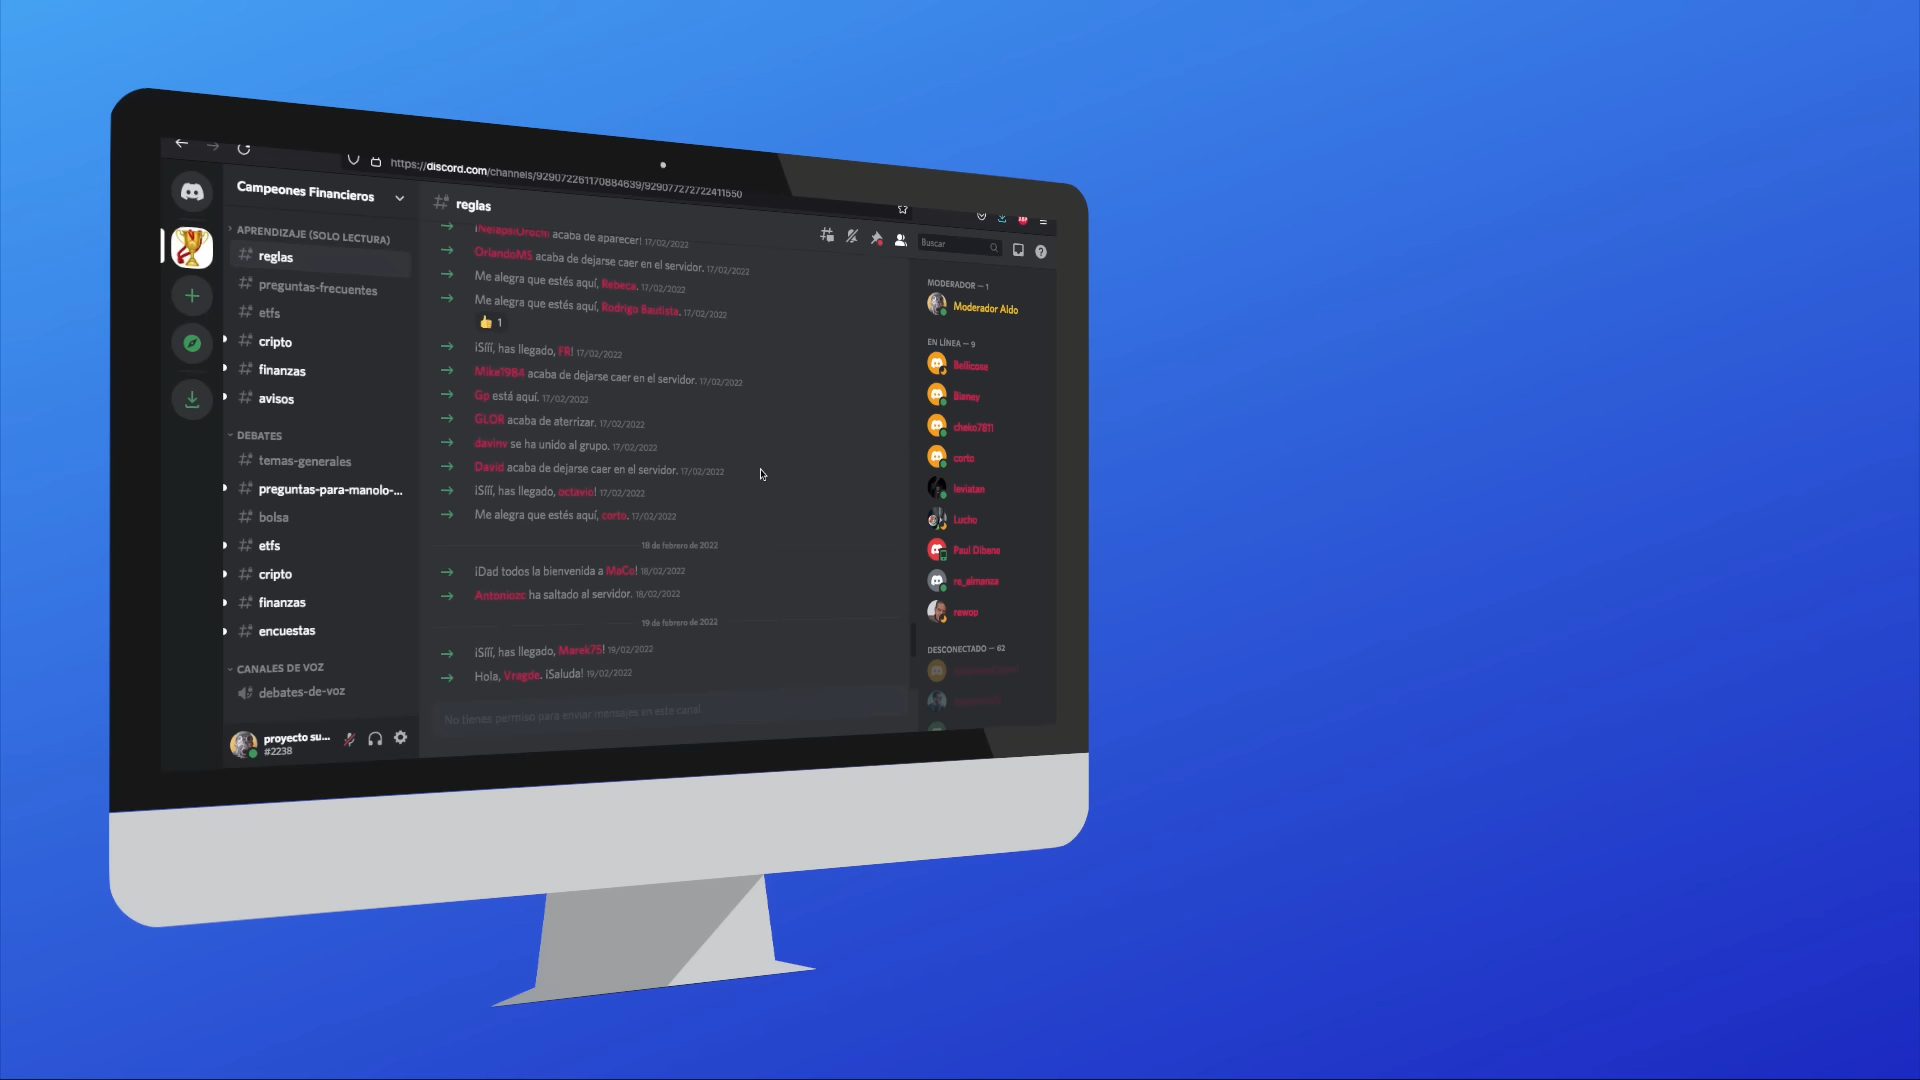 https://discord.com/channels/929072261170884639/929077272722411550
Campeones Financieros
APRENDIZAJE (SOLO LECTURA)
reglas
preguntas-frecuentes
etfs
cripto
finanzas
avisos
DEBATES
temas-generales
preguntas-para-manolo-...
bolsa
etfs
cripto
finanzas
encuestas
CANALES DE VOZ
debates-de-voz
proyecto su...
#2238
reglas
acaba de aparecer! 17/02/2022
OrlandoMS acaba de dejarse caer en el servidor. 17/02/2022
Me alegra que estés aquí, Rebeca. 17/02/2022
Me alegra que estés aquí, Rodrigo Bautista. 17/02/2022
1
¡Sííí, has llegado, FR! 17/02/2022
Mike1984 acaba de dejarse caer en el servidor. 17/02/2022
Gp está aquí. 17/02/2022
GLOR acaba de aterrizar. 17/02/2022
davinv se ha unido al grupo. 17/02/2022
David acaba de dejarse caer en el servidor. 17/02/2022
¡Sííí, has llegado, octavio! 17/02/2022
Me alegra que estés aquí, corto. 17/02/2022
18 de febrero de 2022
¡Dad todos la bienvenida a MaCo! 18/02/2022
Antoniozc ha saltado al servidor. 18/02/2022
19 de febrero de 2022
¡Sííí, has llegado, Marek75! 19/02/2022
Hola, Vragde. ¡Saluda! 19/02/2022
No tienes permiso para enviar mensajes en este canal.
Buscar
MODERADOR — 1
Moderador Aldo
EN LÍNEA — 9
Bellicose
Bianey
cheko7811
corto
leviatan
Lucho
Paul Dibene
re_almanza
rewop
DESCONECTADO — 62